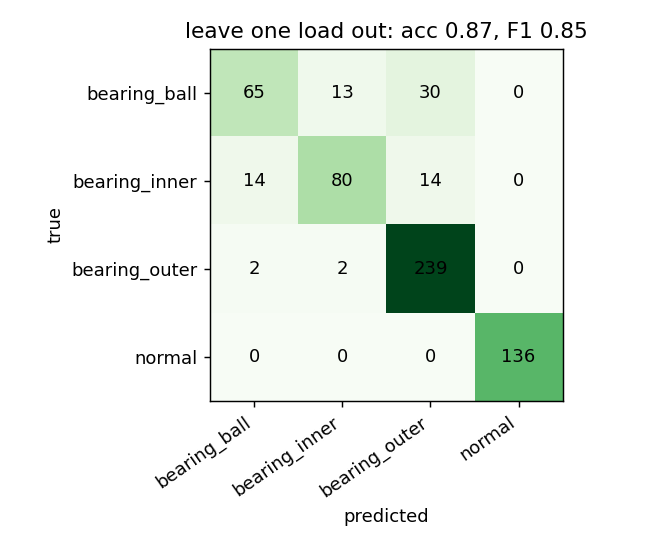 leave one load out: acc 0.87, F1 0.85
bearing_ball 65 13 30 0
bearing_inner 14 80 14 0
bearing_outer 2 2 239 0
normal 0 0 0 136
true
bearing_ball bearing_inner bearing_outer normal
predicted